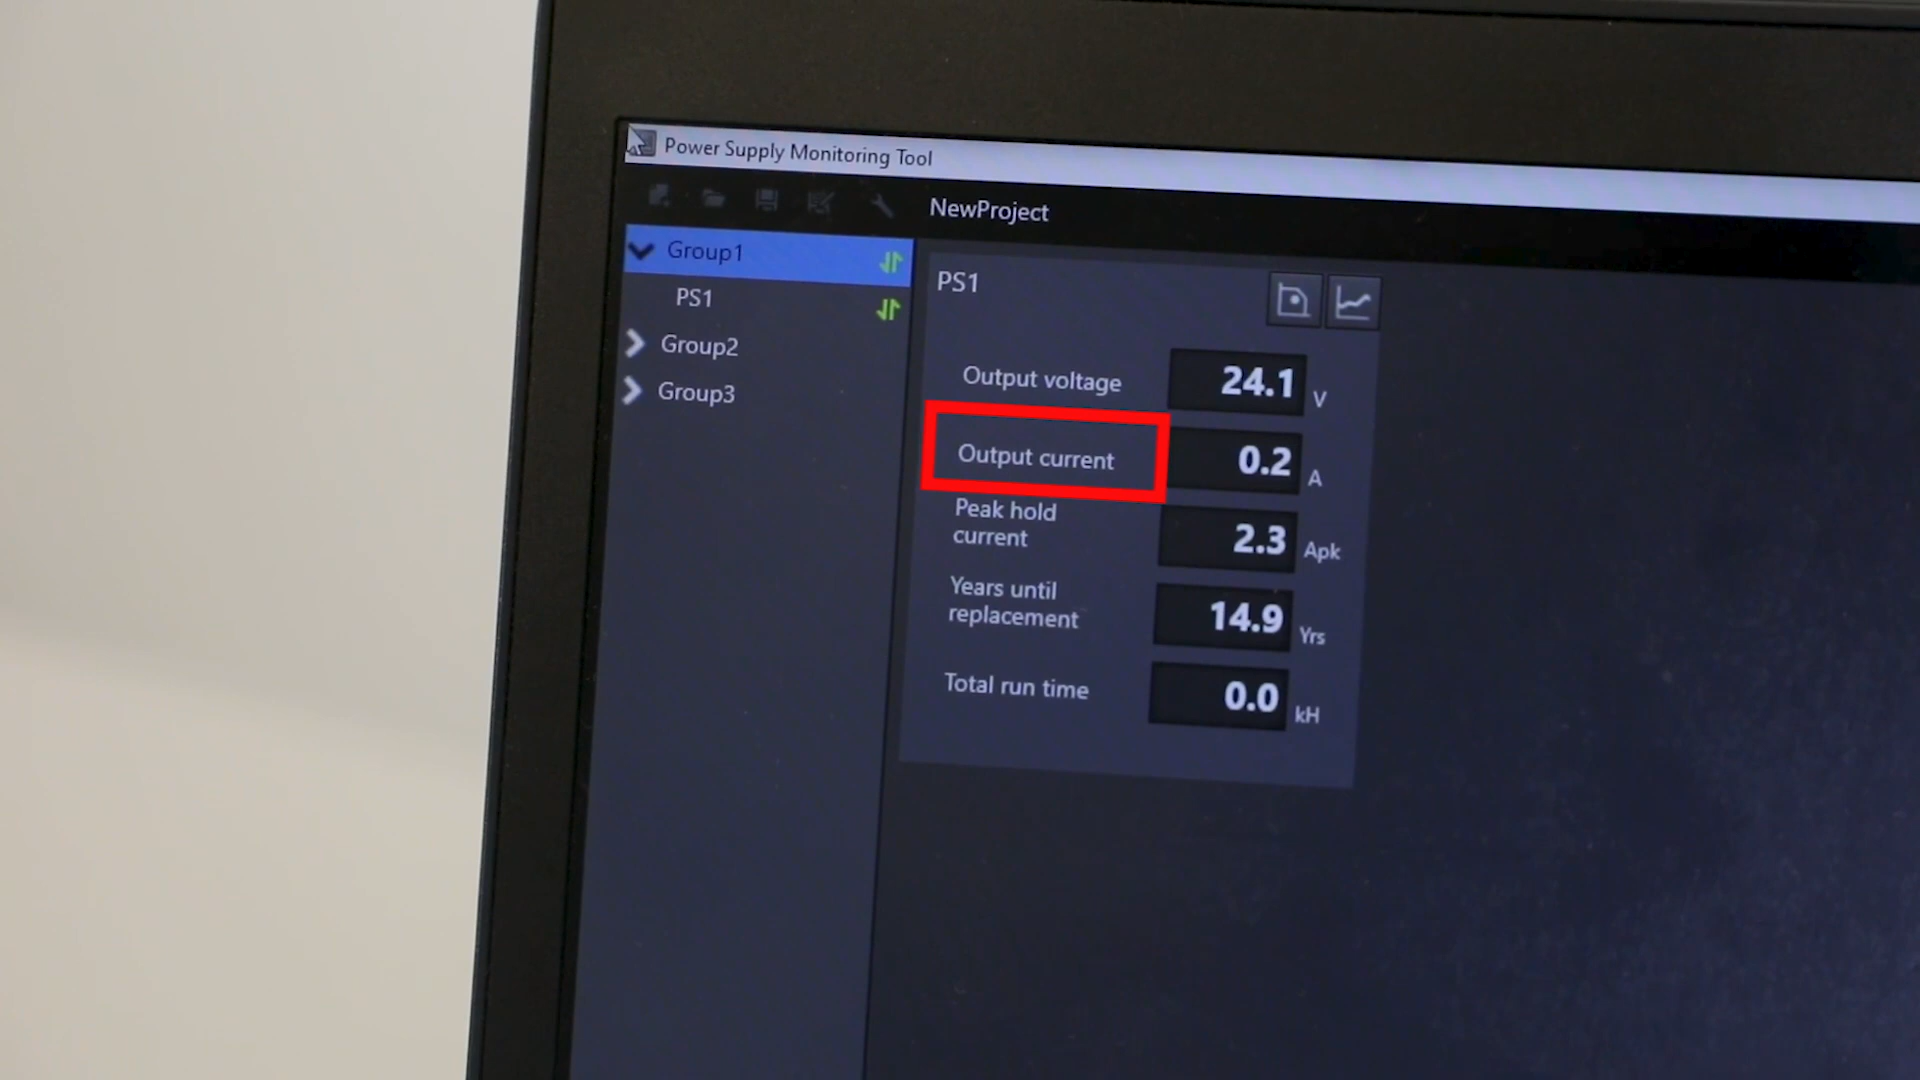 Power Supply Monitoring Tool
NewProject
Group1
PS1
Group2
Group3
PS1
Output voltage 24.1 V
Output current 0.2 A
Peak hold
current 2.3 Apk
Years until
replacement 14.9 Yrs
Total run time 0.0 kH